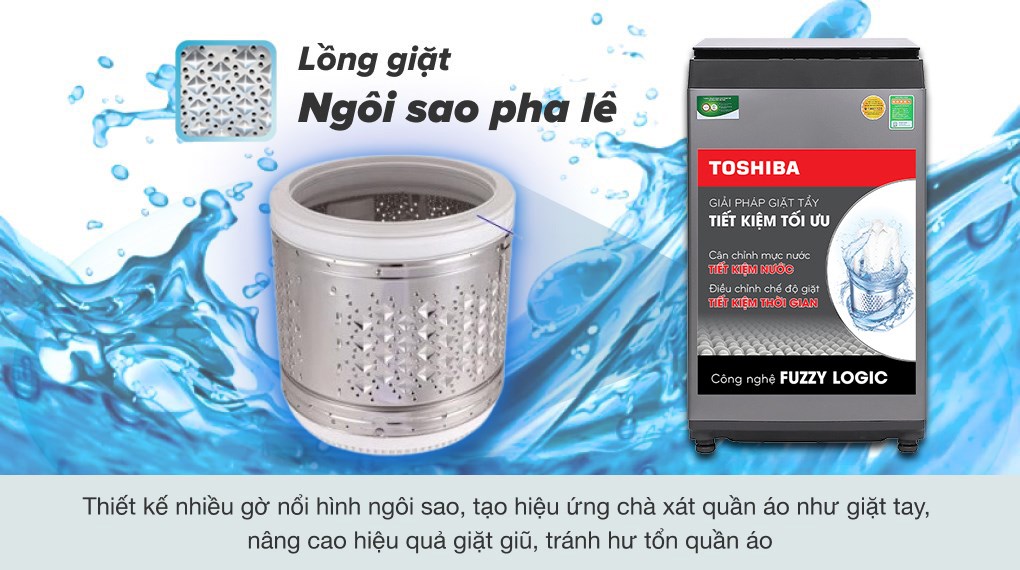 Lồng giặt
Ngôi sao pha lê
TOSHIBA
GIẢI PHÁP GIẶT TẨY
TIẾT KIỆM TỐI ƯU
Cân chỉnh mực nước
TIẾT KIỆM NƯỚC
Điều chỉnh chế độ giặt
TIẾT KIỆM THỜI GIAN
Công nghệ FUZZY LOGIC
Thiết kế nhiều gờ nổi hình ngôi sao, tạo hiệu ứng chà xát quần áo như giặt tay,
nâng cao hiệu quả giặt giũ, tránh hư tổn quần áo